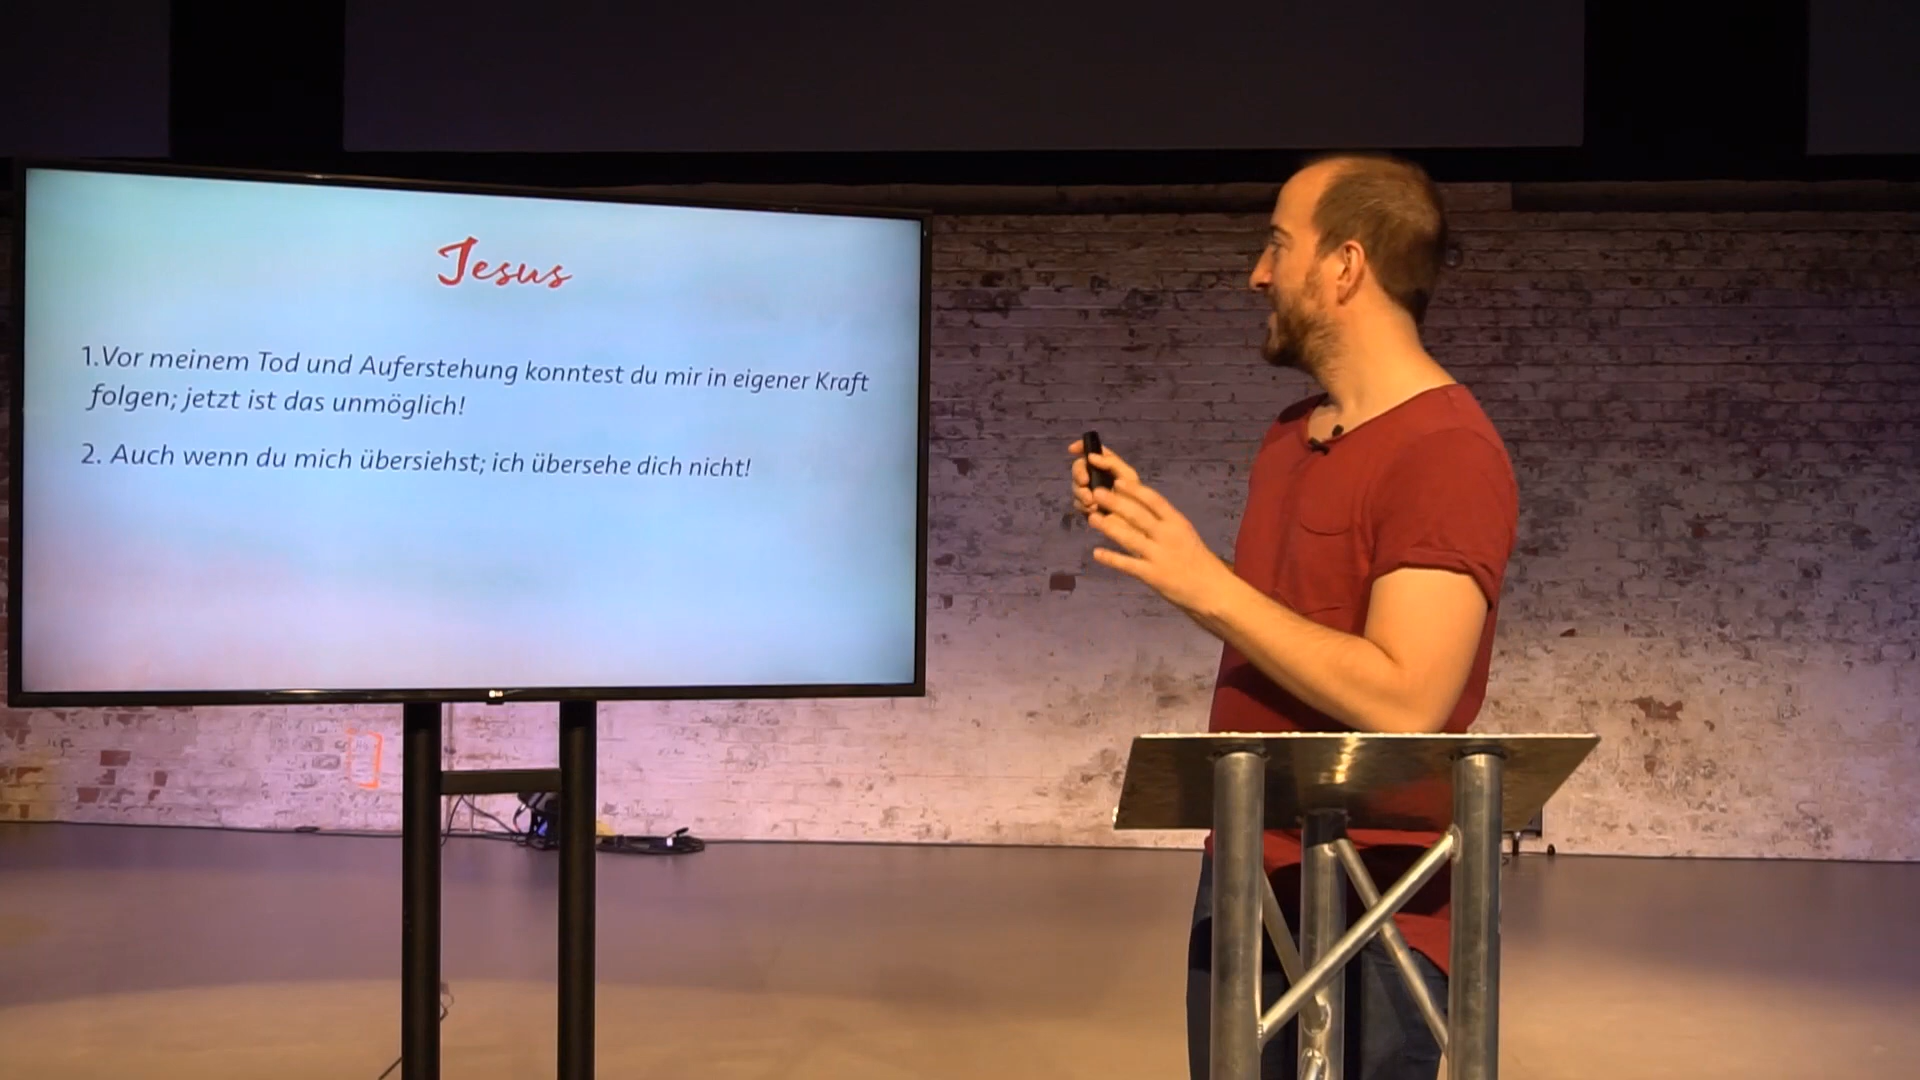 Jesus
1.Vor meinem Tod und Auferstehung konntest du mir in eigener Kraft
folgen; jetzt ist das unmöglich!
2. Auch wenn du mich übersiehst; ich übersehe dich nicht!
LG